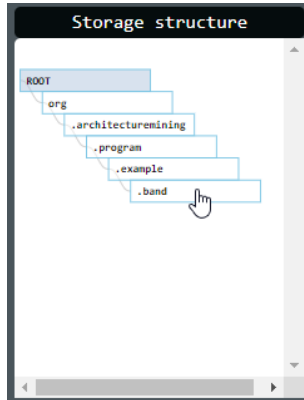 Storage structure
ROOT
org
.architecturemining
.program
.example
.band